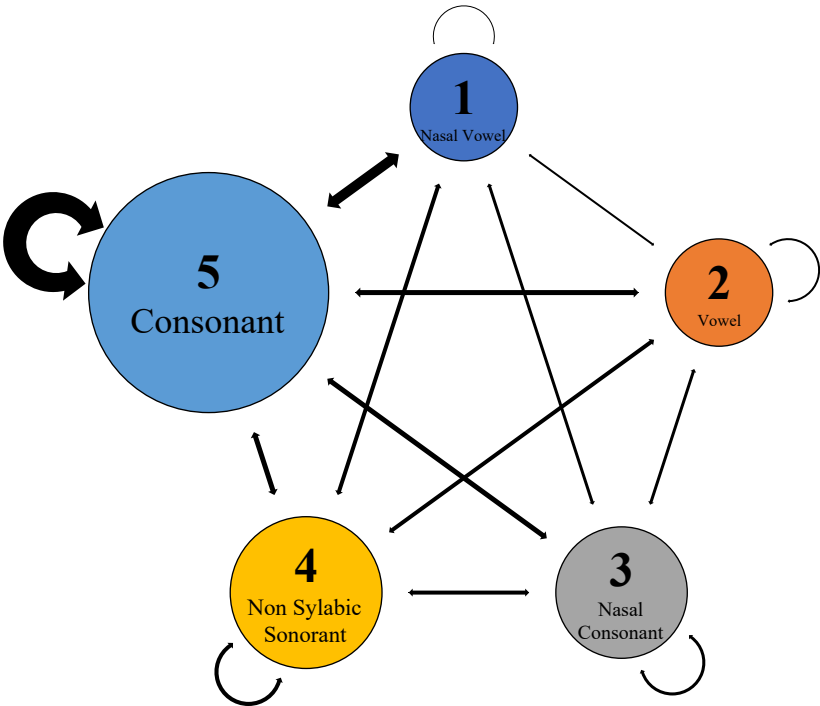 1
Nasal Vowel
2
Vowel
3
Nasal
Consonant
4
Non Sylabic
Sonorant
5
Consonant